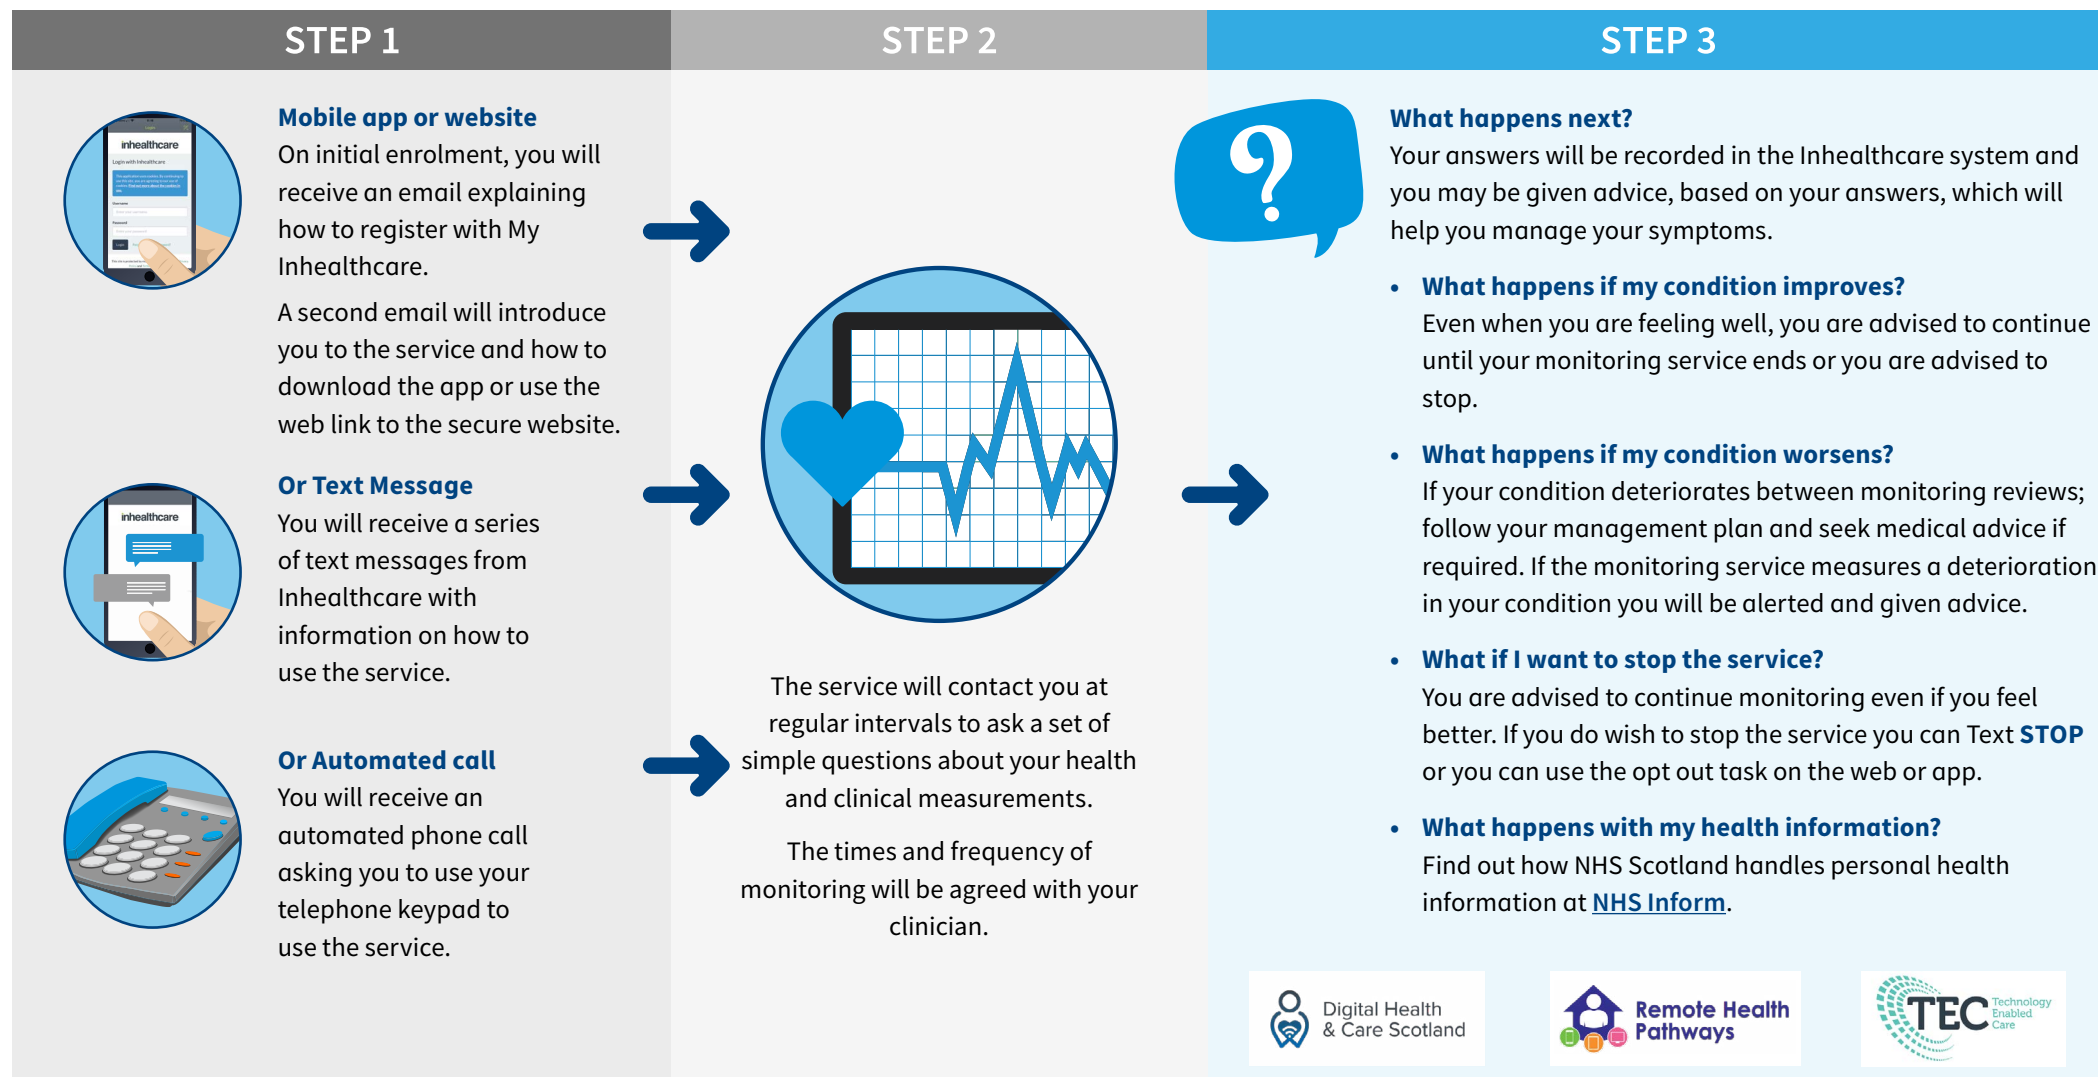 STEP 1
Mobile app or website
On initial enrolment, you will
receive an email explaining
how to register with My
Inhealthcare.
A second email will introduce
you to the service and how to
download the app or use the
web link to the secure website.
inhealthcare
Login with Inhealthcare
Or Text Message
You will receive a series
of text messages from
Inhealthcare with
information on how to
use the service.
inhealthcare
Or Automated call
You will receive an
automated phone call
asking you to use your
telephone keypad to
use the service.
STEP 2
The service will contact you at
regular intervals to ask a set of
simple questions about your health
and clinical measurements.
The times and frequency of
monitoring will be agreed with your
clinician.
STEP 3
?
What happens next?
Your answers will be recorded in the Inhealthcare system and
you may be given advice, based on your answers, which will
help you manage your symptoms.
• What happens if my condition improves?
Even when you are feeling well, you are advised to continue
until your monitoring service ends or you are advised to
stop.
• What happens if my condition worsens?
If your condition deteriorates between monitoring reviews;
follow your management plan and seek medical advice if
required. If the monitoring service measures a deterioration
in your condition you will be alerted and given advice.
• What if I want to stop the service?
You are advised to continue monitoring even if you feel
better. If you do wish to stop the service you can Text STOP
or you can use the opt out task on the web or app.
• What happens with my health information?
Find out how NHS Scotland handles personal health
information at NHS Inform.
Digital Health
& Care Scotland
Remote Health
Pathways
TEC Technology
Enabled
Care